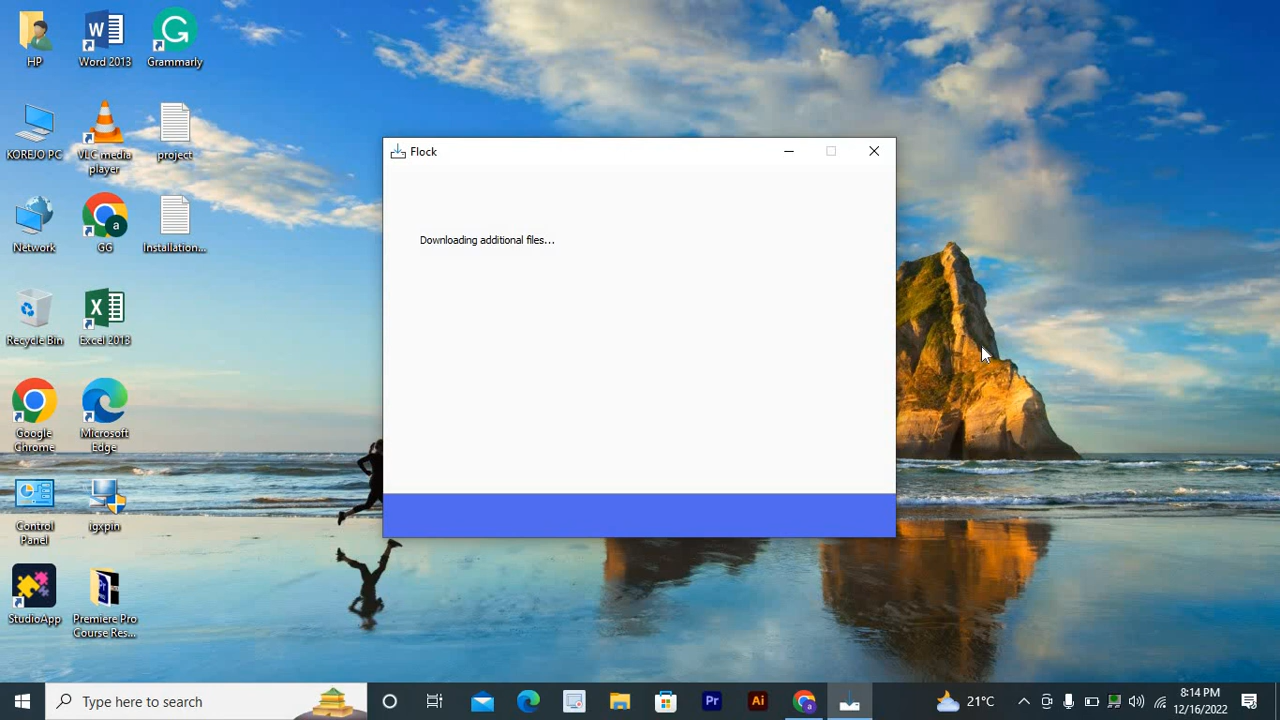 HP
Word 2013
Grammarly
KOREJO PC
VLC media
player
project
Network
GG
Installation...
Recycle Bin
Excel 2013
Google
Chrome
Microsoft
Edge
Control
Panel
igxpin
StudioApp
Premiere Pro
Course Res...
Flock
Downloading additional files...
Type here to search
Pr
Ai
21°C
8:14 PM
12/16/2022